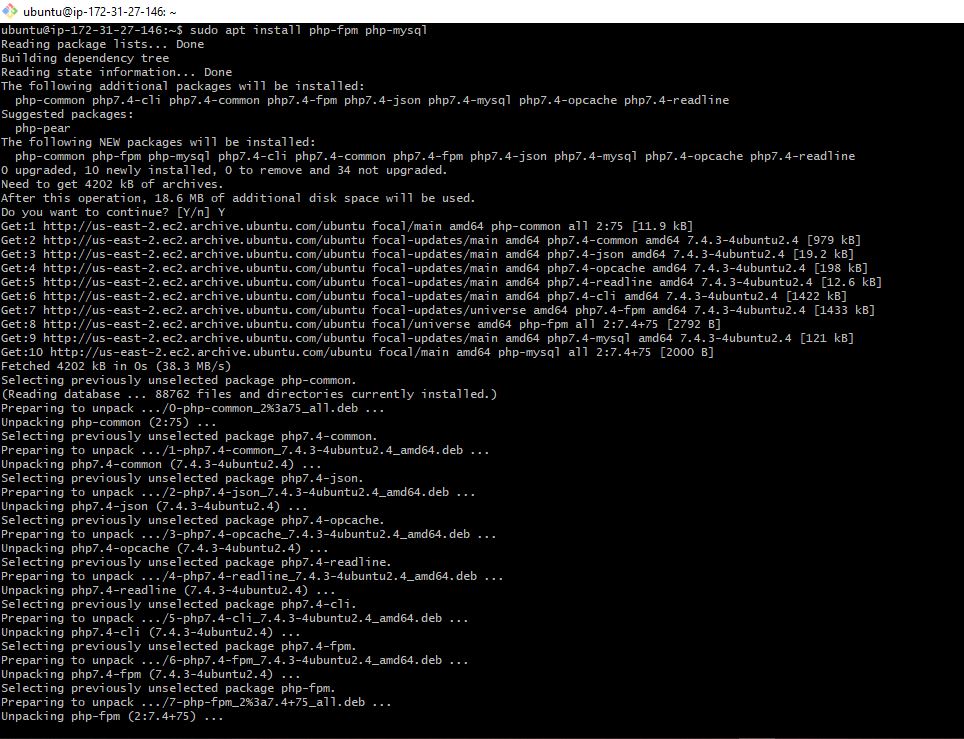 ubuntu@ip-172-31-27-146: ~
ubuntu@ip-172-31-27-146:~$ sudo apt install php-fpm php-mysql
Reading package lists... Done
Building dependency tree
Reading state information... Done
The following additional packages will be installed:
  php-common php7.4-cli php7.4-common php7.4-fpm php7.4-json php7.4-mysql php7.4-opcache php7.4-readline
Suggested packages:
  php-pear
The following NEW packages will be installed:
  php-common php-fpm php-mysql php7.4-cli php7.4-common php7.4-fpm php7.4-json php7.4-mysql php7.4-opcache php7.4-readline
0 upgraded, 10 newly installed, 0 to remove and 34 not upgraded.
Need to get 4202 kB of archives.
After this operation, 18.6 MB of additional disk space will be used.
Do you want to continue? [Y/n] Y
Get:1 http://us-east-2.ec2.archive.ubuntu.com/ubuntu focal/main amd64 php-common all 2:75 [11.9 kB]
Get:2 http://us-east-2.ec2.archive.ubuntu.com/ubuntu focal-updates/main amd64 php7.4-common amd64 7.4.3-4ubuntu2.4 [979 kB]
Get:3 http://us-east-2.ec2.archive.ubuntu.com/ubuntu focal-updates/main amd64 php7.4-json amd64 7.4.3-4ubuntu2.4 [19.2 kB]
Get:4 http://us-east-2.ec2.archive.ubuntu.com/ubuntu focal-updates/main amd64 php7.4-opcache amd64 7.4.3-4ubuntu2.4 [198 kB]
Get:5 http://us-east-2.ec2.archive.ubuntu.com/ubuntu focal-updates/main amd64 php7.4-readline amd64 7.4.3-4ubuntu2.4 [12.6 kB]
Get:6 http://us-east-2.ec2.archive.ubuntu.com/ubuntu focal-updates/main amd64 php7.4-cli amd64 7.4.3-4ubuntu2.4 [1422 kB]
Get:7 http://us-east-2.ec2.archive.ubuntu.com/ubuntu focal-updates/universe amd64 php7.4-fpm amd64 7.4.3-4ubuntu2.4 [1433 kB]
Get:8 http://us-east-2.ec2.archive.ubuntu.com/ubuntu focal/universe amd64 php-fpm all 2:7.4+75 [2792 B]
Get:9 http://us-east-2.ec2.archive.ubuntu.com/ubuntu focal-updates/main amd64 php7.4-mysql amd64 7.4.3-4ubuntu2.4 [121 kB]
Get:10 http://us-east-2.ec2.archive.ubuntu.com/ubuntu focal/main amd64 php-mysql all 2:7.4+75 [2000 B]
Fetched 4202 kB in 0s (38.3 MB/s)
Selecting previously unselected package php-common.
(Reading database ... 88762 files and directories currently installed.)
Preparing to unpack .../0-php-common_2%3a75_all.deb ...
Unpacking php-common (2:75) ...
Selecting previously unselected package php7.4-common.
Preparing to unpack .../1-php7.4-common_7.4.3-4ubuntu2.4_amd64.deb ...
Unpacking php7.4-common (7.4.3-4ubuntu2.4) ...
Selecting previously unselected package php7.4-json.
Preparing to unpack .../2-php7.4-json_7.4.3-4ubuntu2.4_amd64.deb ...
Unpacking php7.4-json (7.4.3-4ubuntu2.4) ...
Selecting previously unselected package php7.4-opcache.
Preparing to unpack .../3-php7.4-opcache_7.4.3-4ubuntu2.4_amd64.deb ...
Unpacking php7.4-opcache (7.4.3-4ubuntu2.4) ...
Selecting previously unselected package php7.4-readline.
Preparing to unpack .../4-php7.4-readline_7.4.3-4ubuntu2.4_amd64.deb ...
Unpacking php7.4-readline (7.4.3-4ubuntu2.4) ...
Selecting previously unselected package php7.4-cli.
Preparing to unpack .../5-php7.4-cli_7.4.3-4ubuntu2.4_amd64.deb ...
Unpacking php7.4-cli (7.4.3-4ubuntu2.4) ...
Selecting previously unselected package php7.4-fpm.
Preparing to unpack .../6-php7.4-fpm_7.4.3-4ubuntu2.4_amd64.deb ...
Unpacking php7.4-fpm (7.4.3-4ubuntu2.4) ...
Selecting previously unselected package php-fpm.
Preparing to unpack .../7-php-fpm_2%3a7.4+75_all.deb ...
Unpacking php-fpm (2:7.4+75) ...